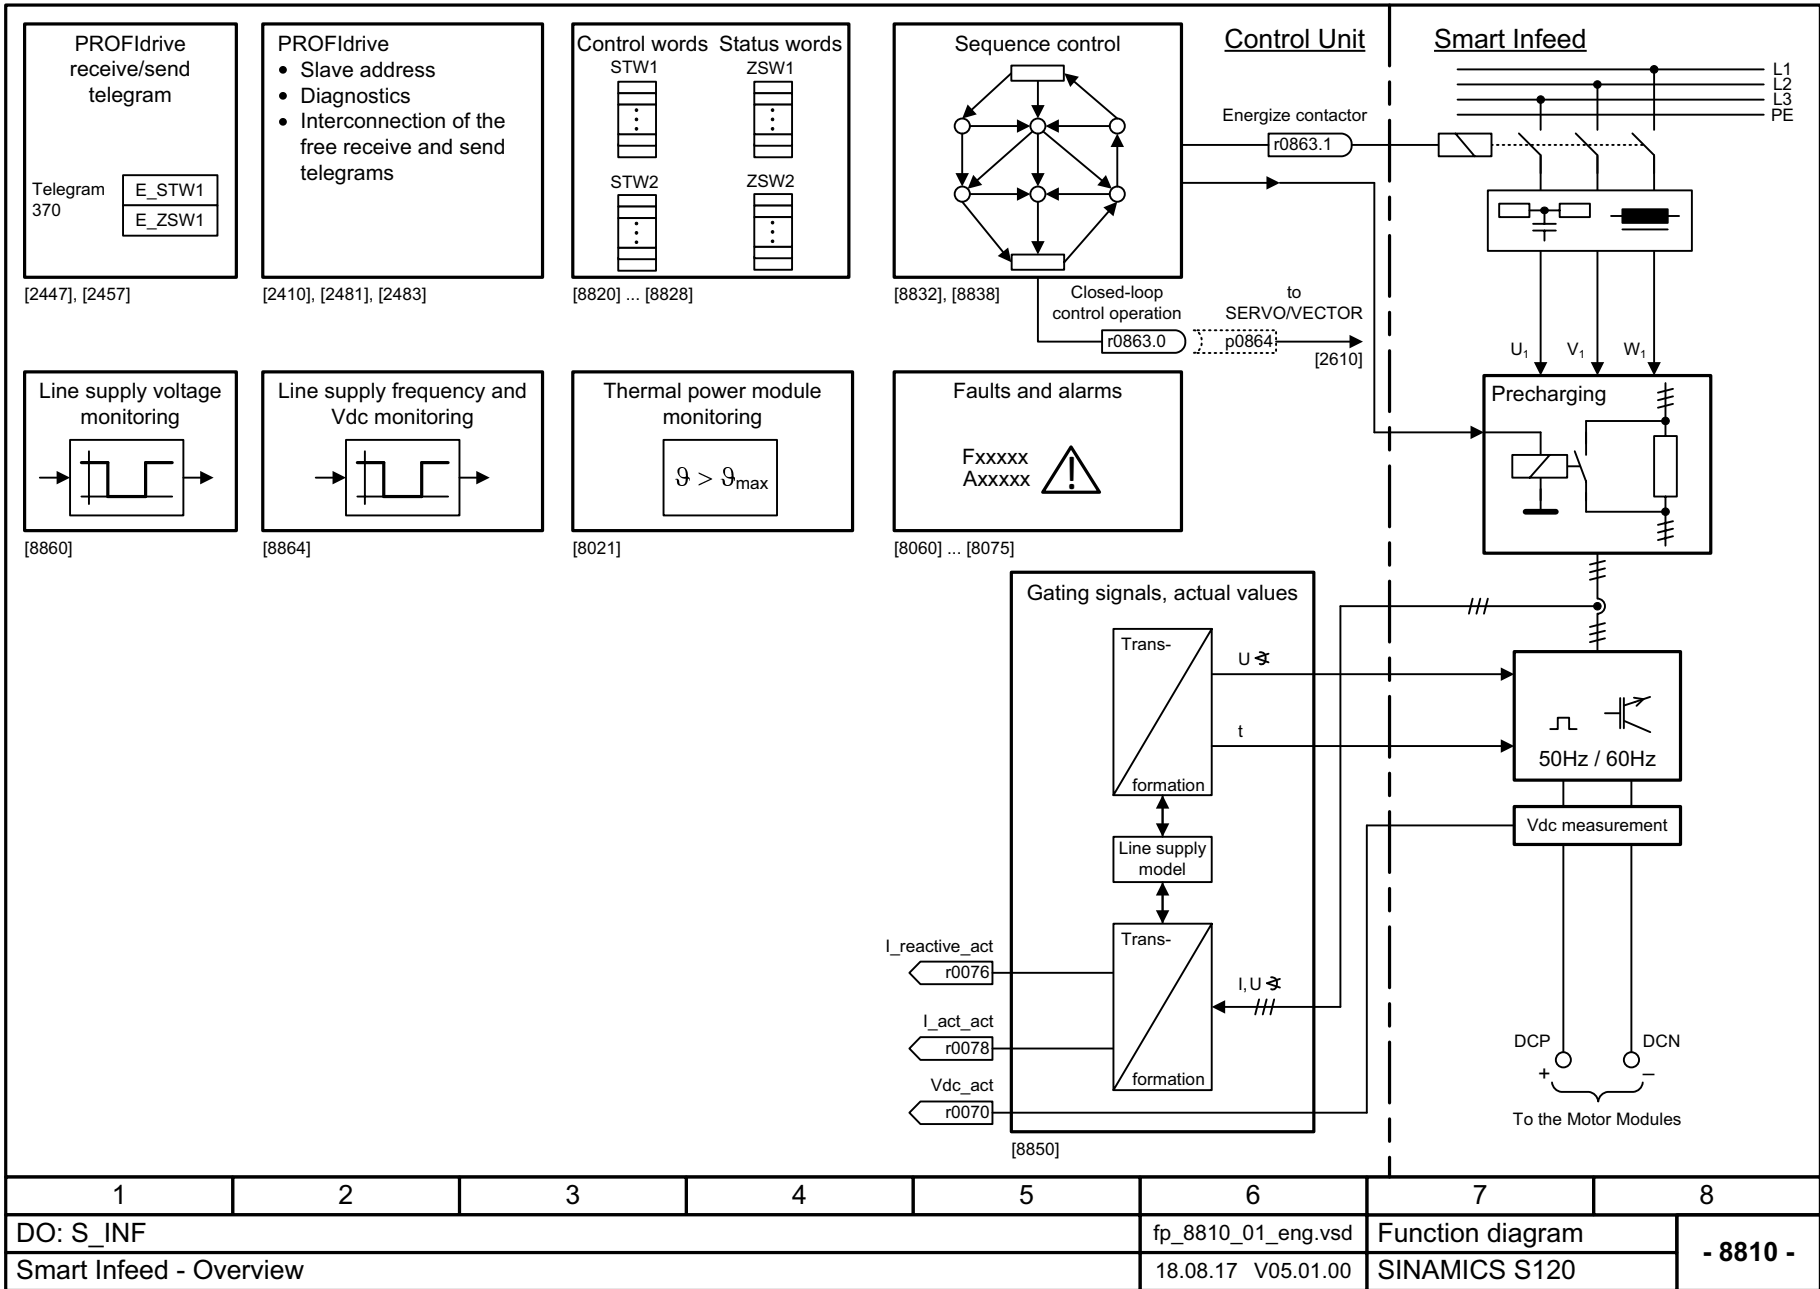 PROFIdrive
receive/send
telegram
Telegram
370
E_STW1
E_ZSW1
[2447], [2457]
PROFIdrive
• Slave address
• Diagnostics
• Interconnection of the
free receive and send
telegrams
[2410], [2481], [2483]
Control words Status words
STW1 ZSW1
STW2 ZSW2
[8820] ... [8828]
Sequence control
[8832], [8838]
Control Unit
Smart Infeed
L1
L2
L3
PE
Energize contactor
r0863.1
Closed-loop
control operation
r0863.0
to
SERVO/VECTOR
p0864
[2610]
U1 V1 W1
Precharging
Line supply voltage
monitoring
[8860]
Line supply frequency and
Vdc monitoring
[8864]
Thermal power module
monitoring
ϑ > ϑmax
[8021]
Faults and alarms
Fxxxxx
Axxxxx
!
[8060] ... [8075]
Gating signals, actual values
Trans-
formation
U ∢
t
50Hz / 60Hz
Vdc measurement
Line supply
model
Trans-
formation
I,U ∢
I_reactive_act
r0076
I_act_act
r0078
Vdc_act
r0070
[8850]
DCP DCN
+ –
To the Motor Modules
1 2 3 4 5 6 7 8
DO: S_INF
fp_8810_01_eng.vsd
Function diagram
- 8810 -
Smart Infeed - Overview
18.08.17 V05.01.00
SINAMICS S120